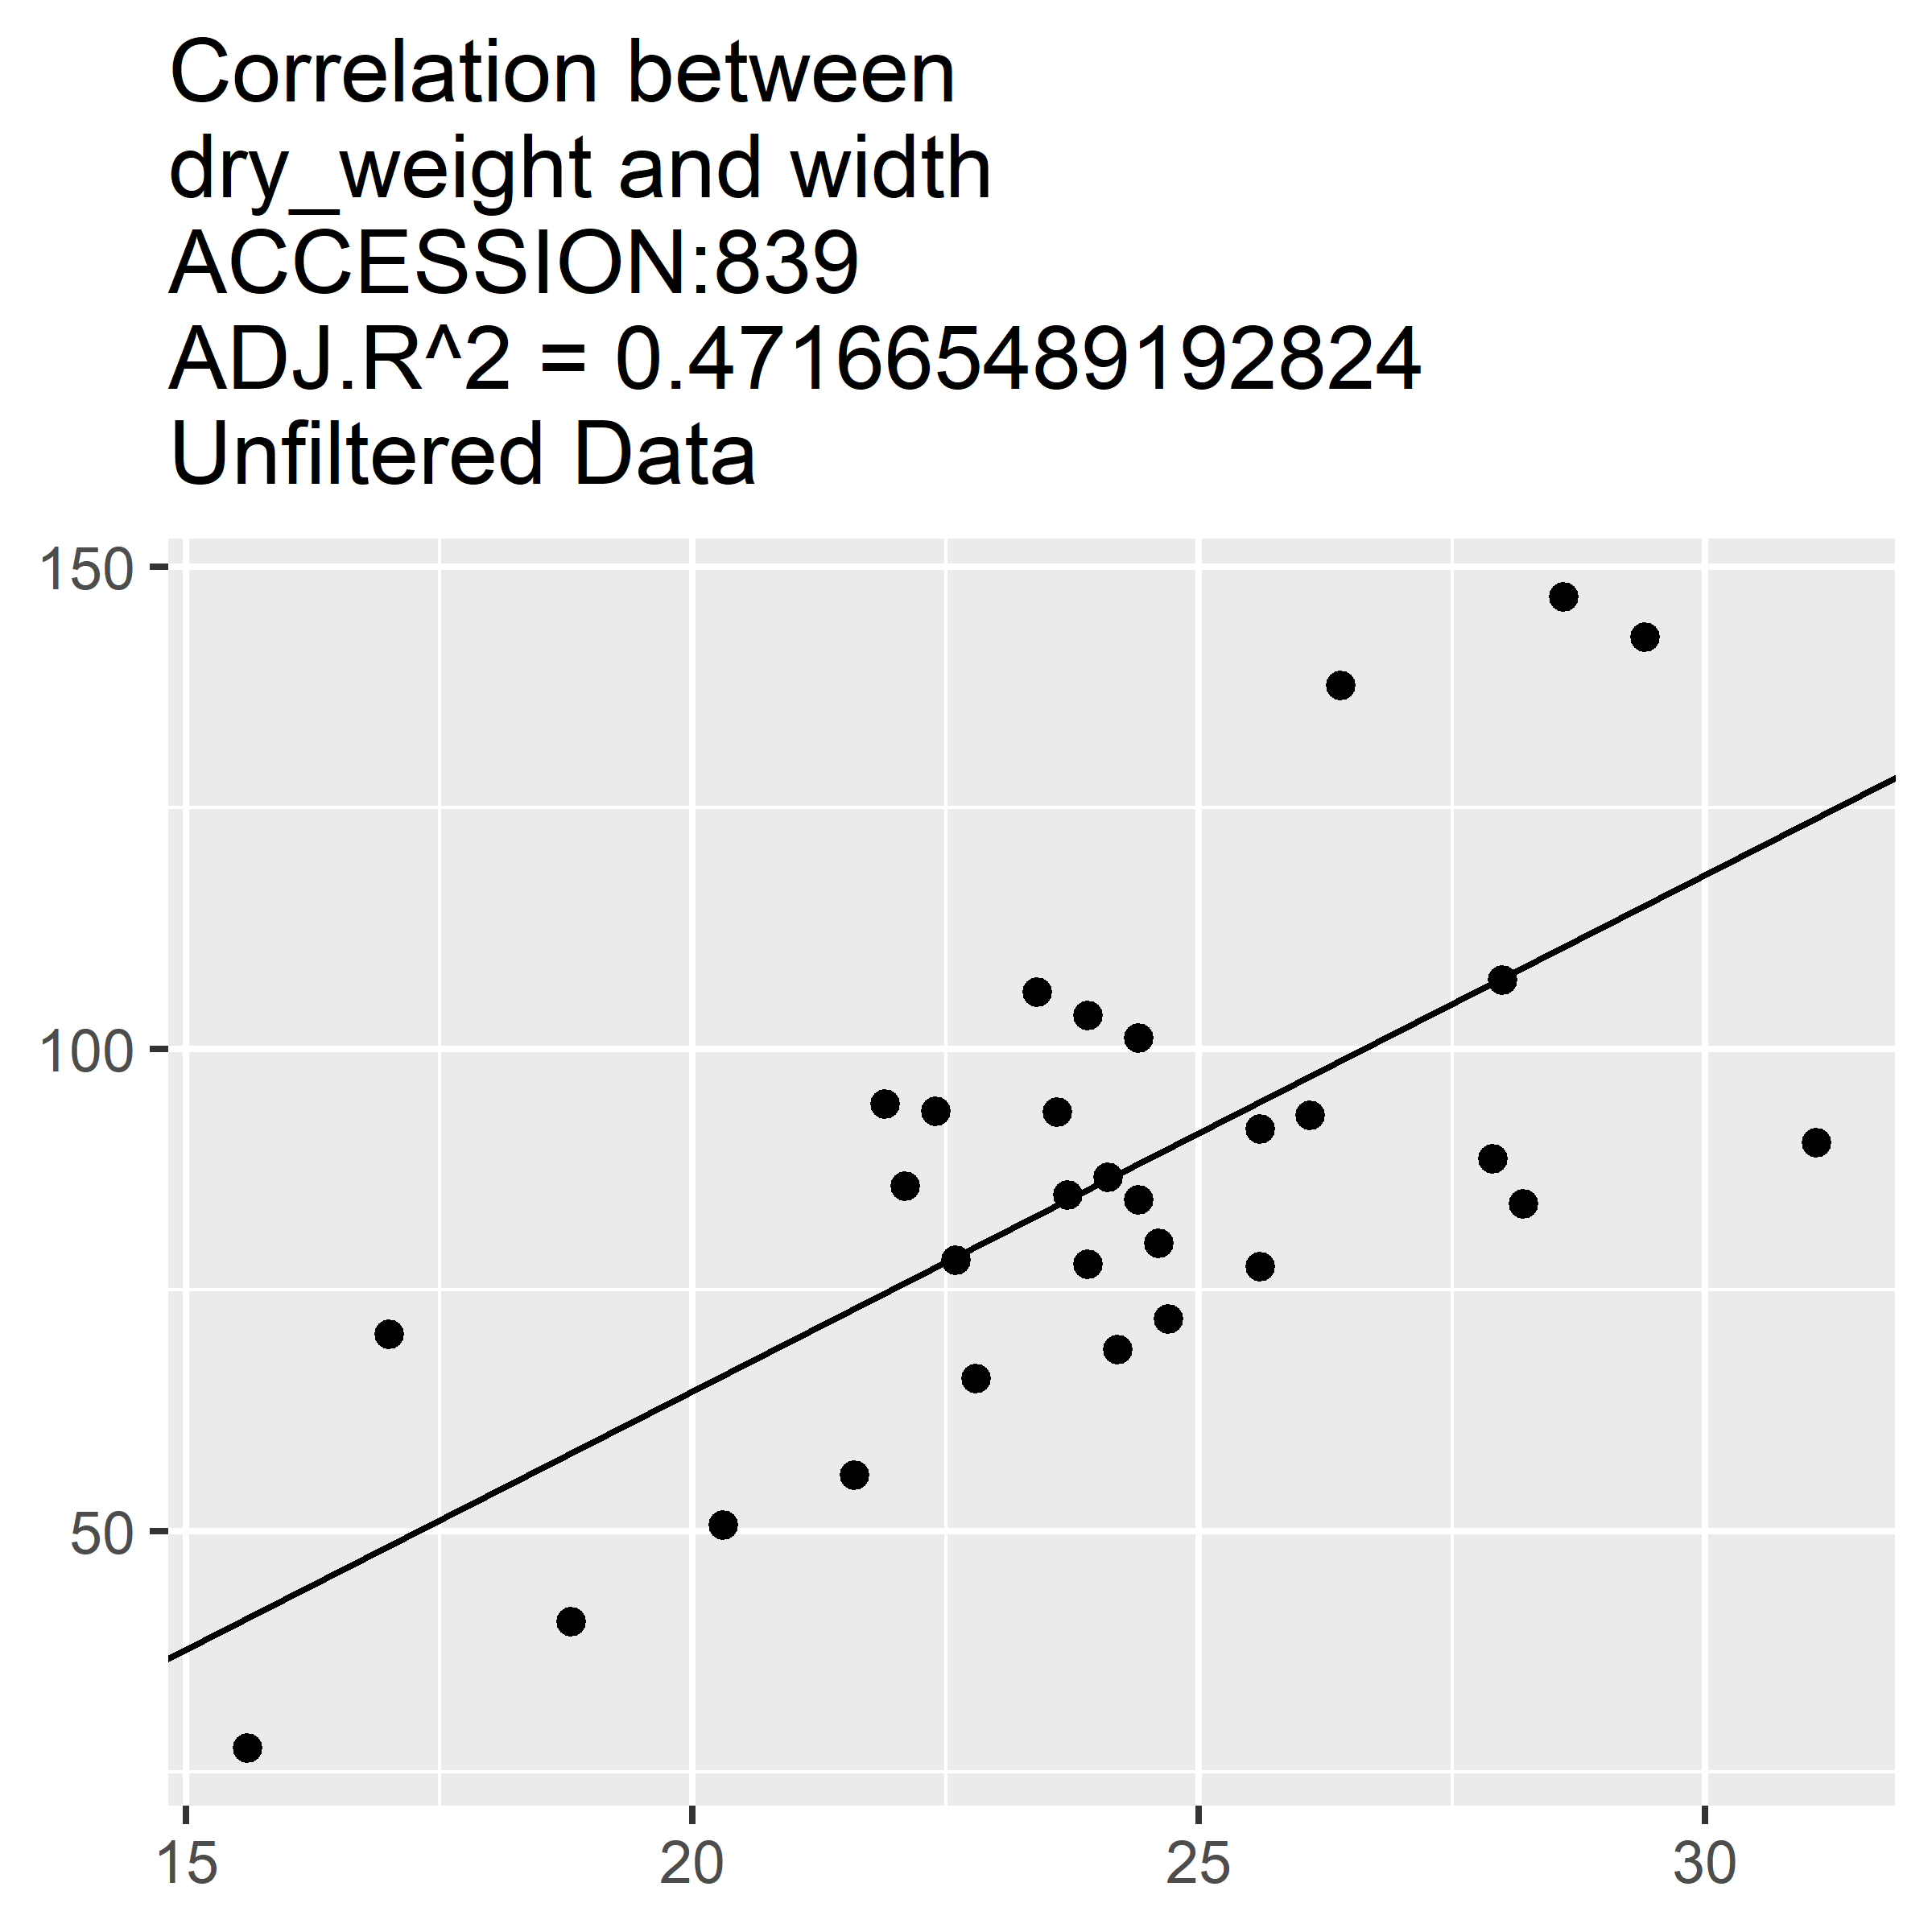 Correlation between
dry_weight and width
ACCESSION:839
ADJ.R^2 = 0.471665489192824
Unfiltered Data
150
100
50
15 20 25 30